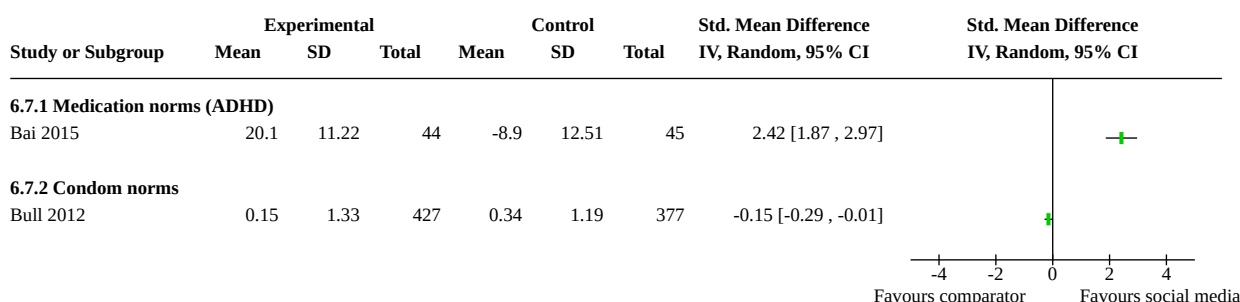 Experimental Control Std. Mean Difference Std. Mean Difference
Study or Subgroup Mean SD Total Mean SD Total IV, Random, 95% CI IV, Random, 95% CI
6.7.1 Medication norms (ADHD)
Bai 2015 20.1 11.22 44 -8.9 12.51 45 2.42 [1.87 , 2.97]
6.7.2 Condom norms
Bull 2012 0.15 1.33 427 0.34 1.19 377 -0.15 [-0.29 , -0.01]
-4 -2 0 2 4
Favours comparator Favours social media